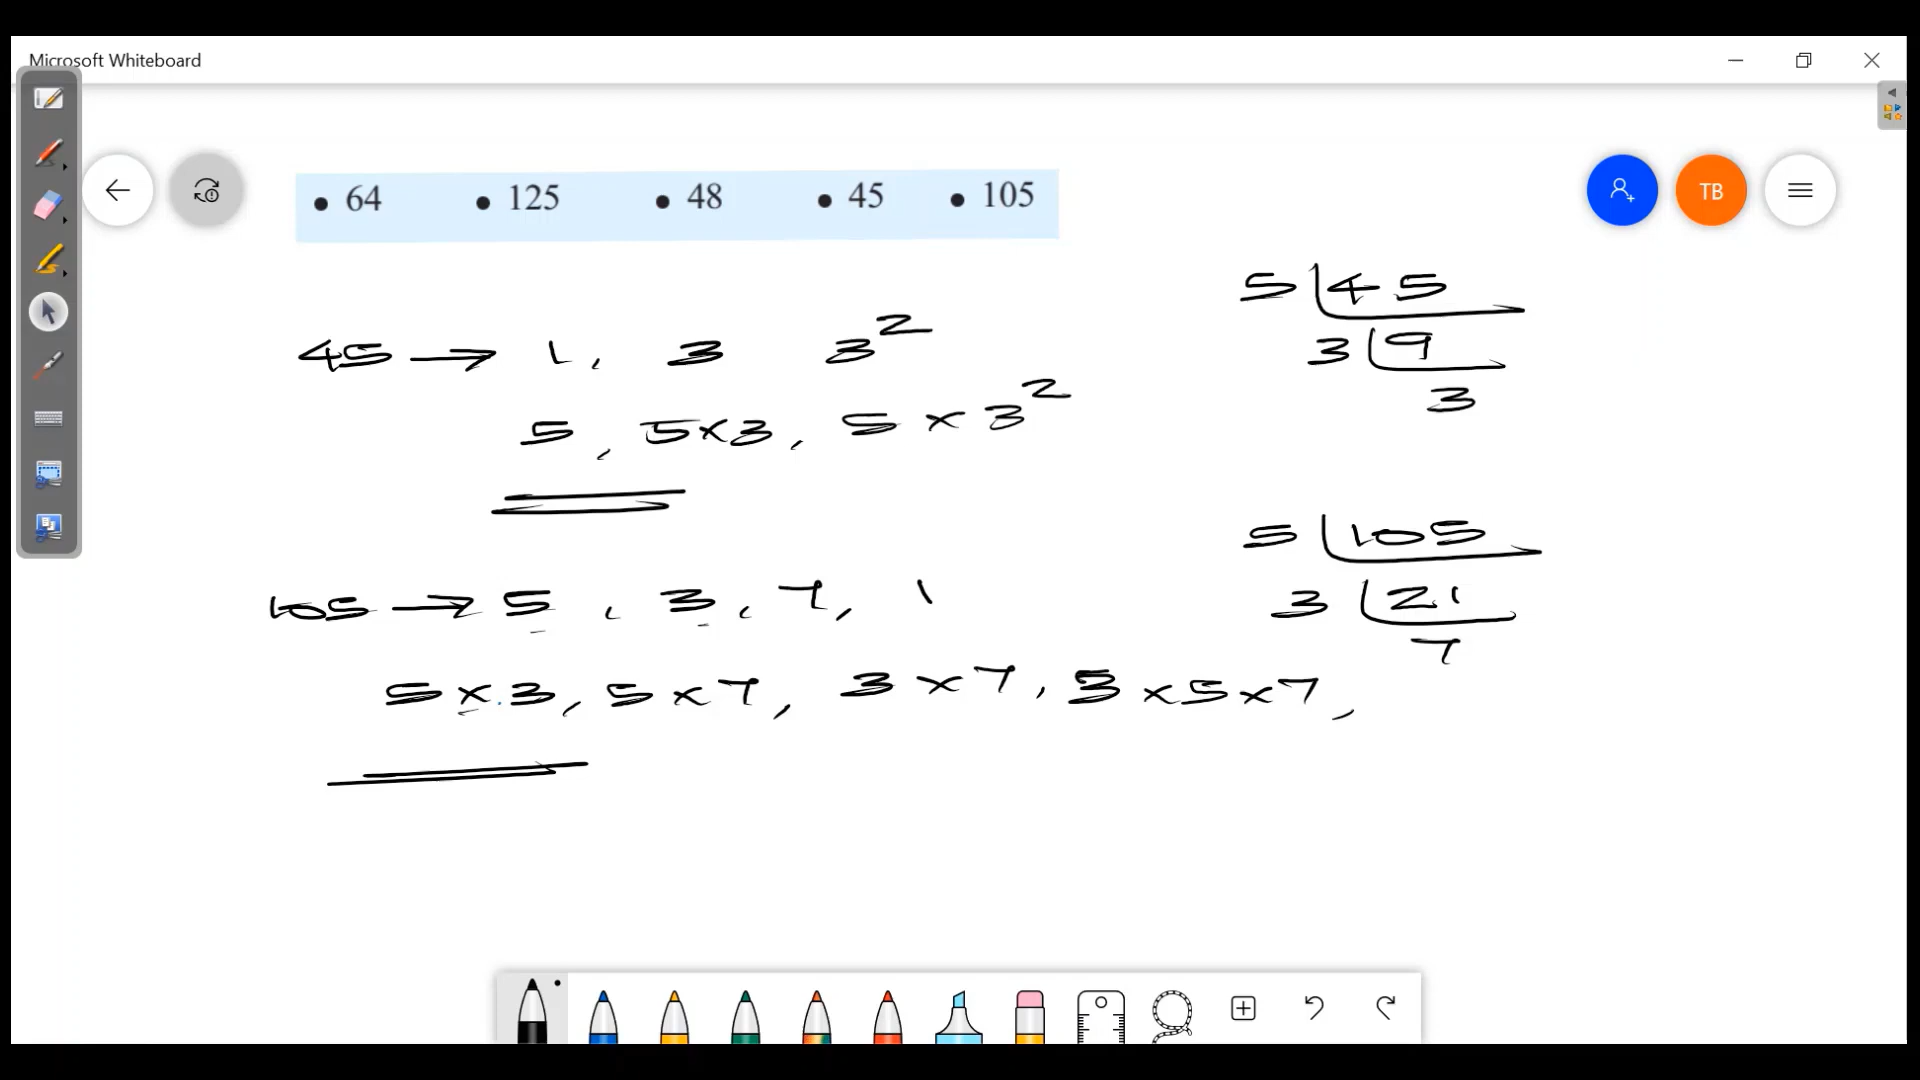 Microsoft Whiteboard
TB
• 64 • 125 • 48 • 45 • 105
45 → 1, 3 3²
5, 5×3, 5×3²
5 45
3 9
3
105 → 5, 3, 7, 1
5×3, 5×7, 3×7, 3×5×7,
5 105
3 21
7